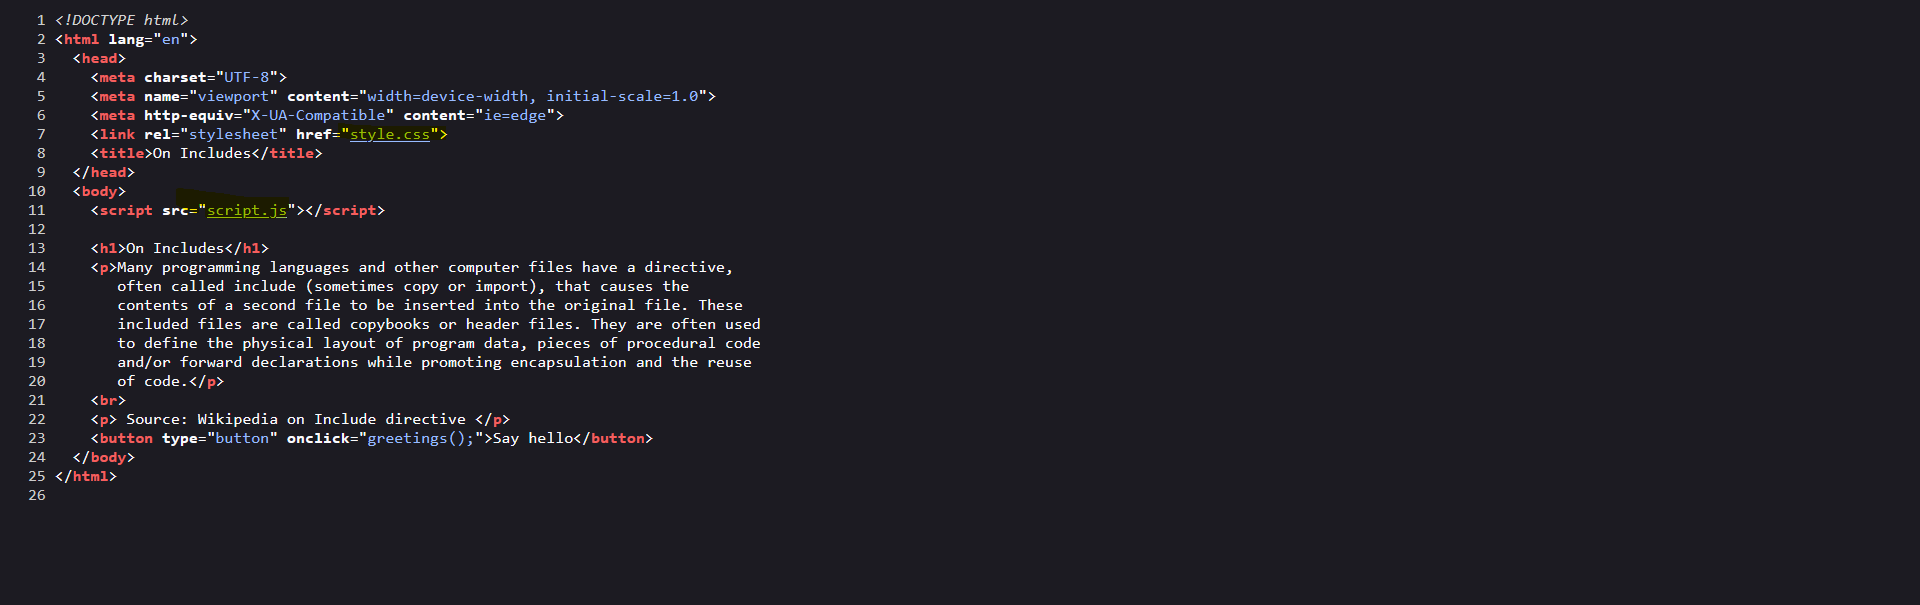 1 <!DOCTYPE html>
2 <html lang="en">
3   <head>
4     <meta charset="UTF-8">
5     <meta name="viewport" content="width=device-width, initial-scale=1.0">
6     <meta http-equiv="X-UA-Compatible" content="ie=edge">
7     <link rel="stylesheet" href="style.css">
8     <title>On Includes</title>
9   </head>
10   <body>
11     <script src="script.js"></script>
12
13     <h1>On Includes</h1>
14     <p>Many programming languages and other computer files have a directive,
15        often called include (sometimes copy or import), that causes the
16        contents of a second file to be inserted into the original file. These
17        included files are called copybooks or header files. They are often used
18        to define the physical layout of program data, pieces of procedural code
19        and/or forward declarations while promoting encapsulation and the reuse
20        of code.</p>
21     <br>
22     <p> Source: Wikipedia on Include directive </p>
23     <button type="button" onclick="greetings();">Say hello</button>
24   </body>
25 </html>
26